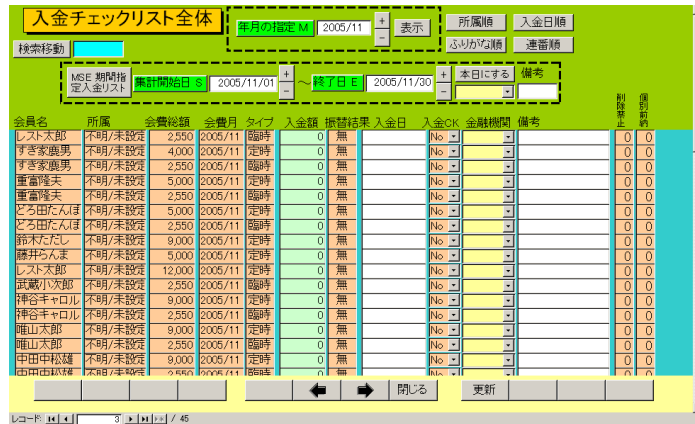 入金チェックリスト全体
年月の指定 M 2005/11 + - 表示
所属順 入金日順
検索移動
ふりがな順 連番順
MSE 期間指定入金リスト 集計開始日 S 2005/11/01 + - ～ 終了日 E 2005/11/30 + - 本日にする 備考
会員名 所属 会費総額 会費月 タイプ 入金額 振替結果 入金日 入金CK 金融機関 備考 削除禁止 個別前納
レスト太郎 不明/未設定 2,550 2005/11 臨時 0 無 No 0 0
すき家鹿男 不明/未設定 4,000 2005/11 定時 0 無 No 0 0
すき家鹿男 不明/未設定 2,550 2005/11 臨時 0 無 No 0 0
重富隆夫 不明/未設定 5,000 2005/11 定時 0 無 No 0 0
重富隆夫 不明/未設定 2,550 2005/11 臨時 0 無 No 0 0
どろ田たんぼ 不明/未設定 5,000 2005/11 定時 0 無 No 0 0
どろ田たんぼ 不明/未設定 2,550 2005/11 臨時 0 無 No 0 0
鈴木ただし 不明/未設定 9,000 2005/11 定時 0 無 No 0 0
藤井らんま 不明/未設定 5,000 2005/11 定時 0 無 No 0 0
レスト太郎 不明/未設定 12,000 2005/11 定時 0 無 No 0 0
武蔵小次郎 不明/未設定 2,550 2005/11 臨時 0 無 No 0 0
神谷キャロル 不明/未設定 9,000 2005/11 定時 0 無 No 0 0
神谷キャロル 不明/未設定 2,550 2005/11 臨時 0 無 No 0 0
唯山太郎 不明/未設定 9,000 2005/11 定時 0 無 No 0 0
唯山太郎 不明/未設定 2,550 2005/11 臨時 0 無 No 0 0
中田中松雄 不明/未設定 9,000 2005/11 定時 0 無 No 0 0
中田中松雄 不明/未設定 2,550 2005/11 臨時 0 無 No 0 0
閉じる 更新
レコード: 3 / 45